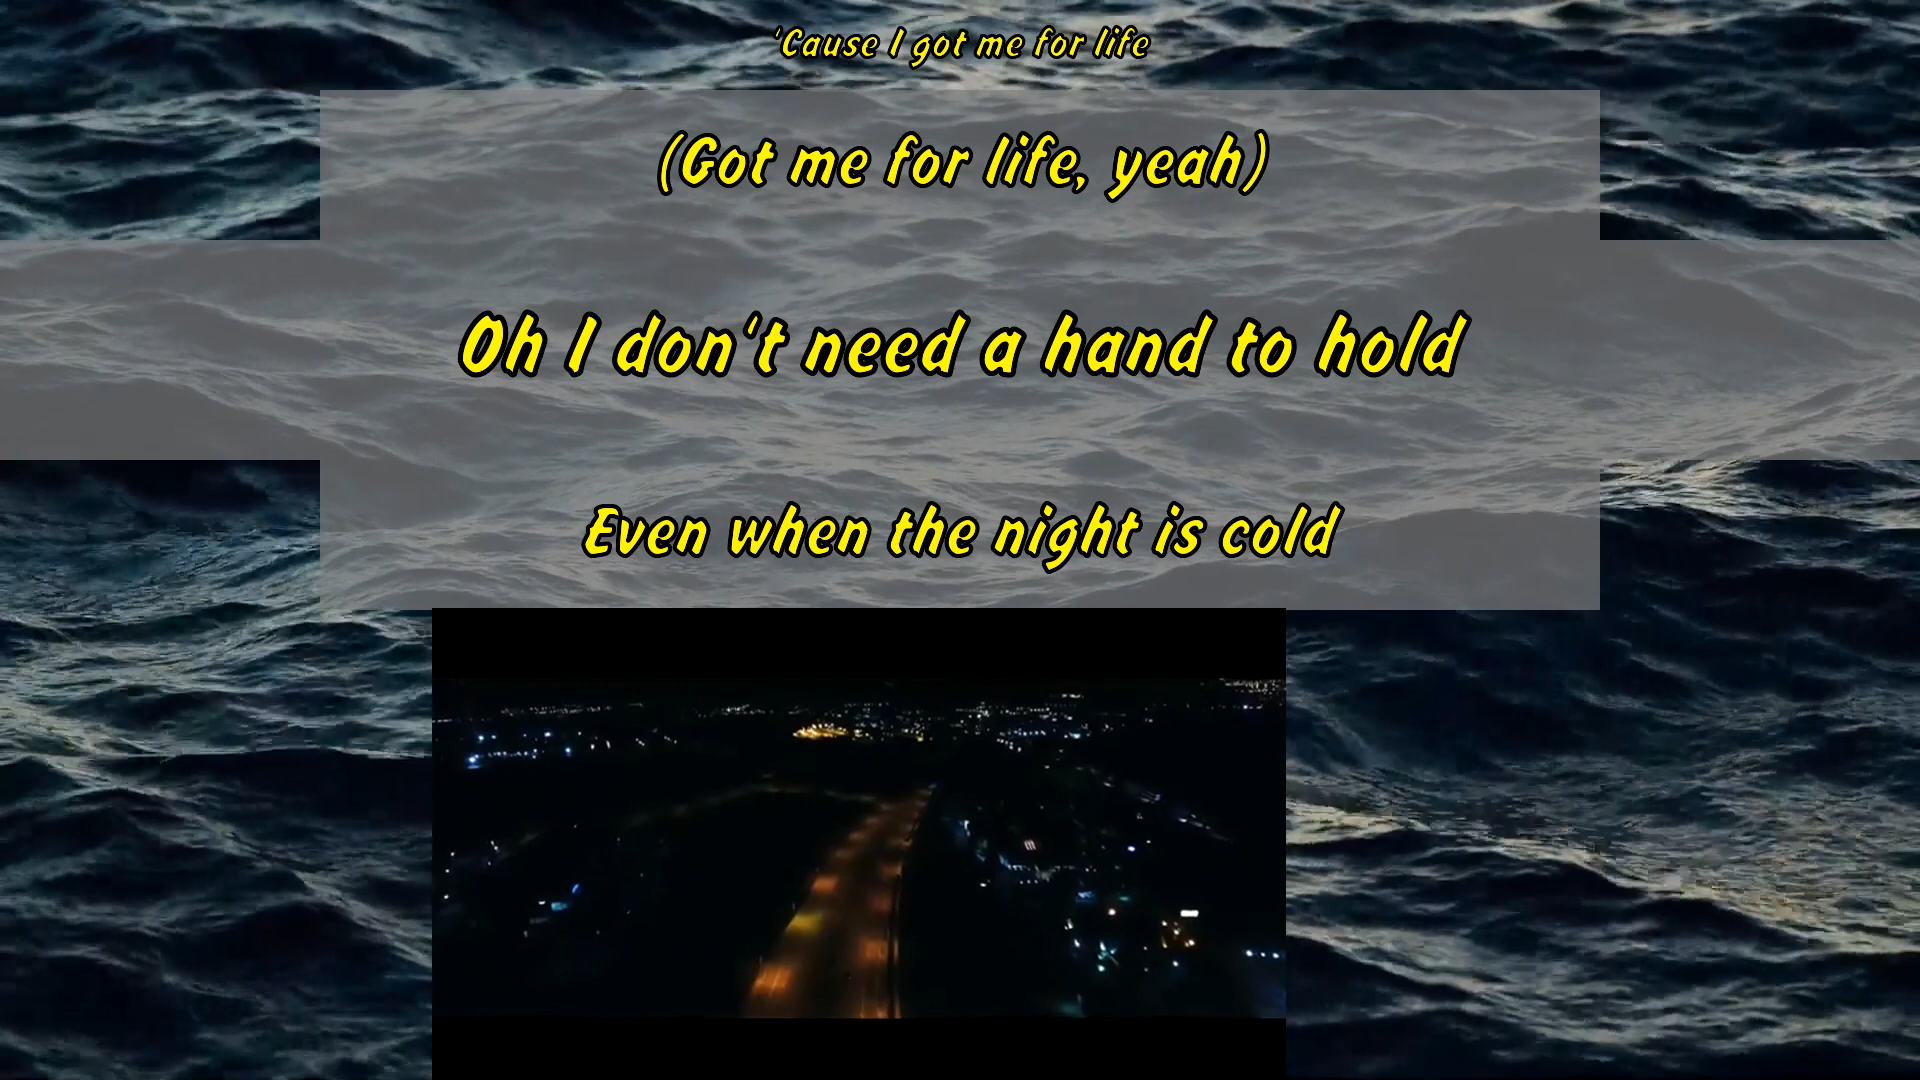 'Cause I got me for life
(Got me for life, yeah)
Oh I don't need a hand to hold
Even when the night is cold